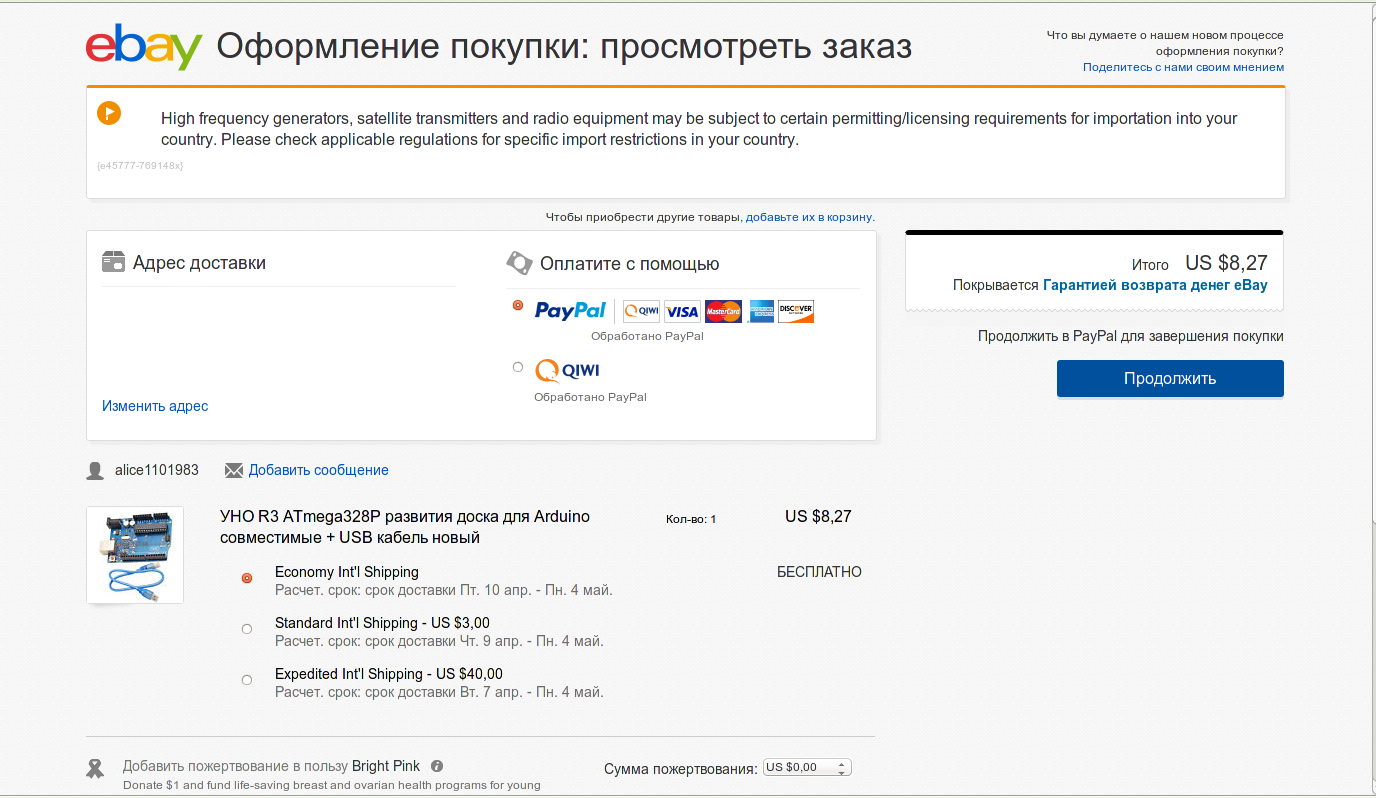 ebay Оформление покупки: просмотреть заказ
Что вы думаете о нашем новом процессе
оформления покупки?
Поделитесь с нами своим мнением
High frequency generators, satellite transmitters and radio equipment may be subject to certain permitting/licensing requirements for importation into your
country. Please check applicable regulations for specific import restrictions in your country.
{e45777-769148x}
Чтобы приобрести другие товары, добавьте их в корзину.
Адрес доставки
Изменить адрес
Оплатите с помощью
PayPal QIWI VISA MasterCard AMERICAN EXPRESS DISCOVER
Обработано PayPal
QIWI
Обработано PayPal
Итого US $8,27
Покрывается Гарантией возврата денег eBay
Продолжить в PayPal для завершения покупки
Продолжить
alice1101983 Добавить сообщение
УНО R3 ATmega328P развития доска для Arduino
совместимые + USB кабель новый
Кол-во: 1
US $8,27
Economy Int'l Shipping
БЕСПЛАТНО
Расчет. срок: срок доставки Пт. 10 апр. - Пн. 4 май.
Standard Int'l Shipping - US $3,00
Расчет. срок: срок доставки Чт. 9 апр. - Пн. 4 май.
Expedited Int'l Shipping - US $40,00
Расчет. срок: срок доставки Вт. 7 апр. - Пн. 4 май.
Добавить пожертвование в пользу Bright Pink
Donate $1 and fund life-saving breast and ovarian health programs for young
Сумма пожертвования: US $0,00